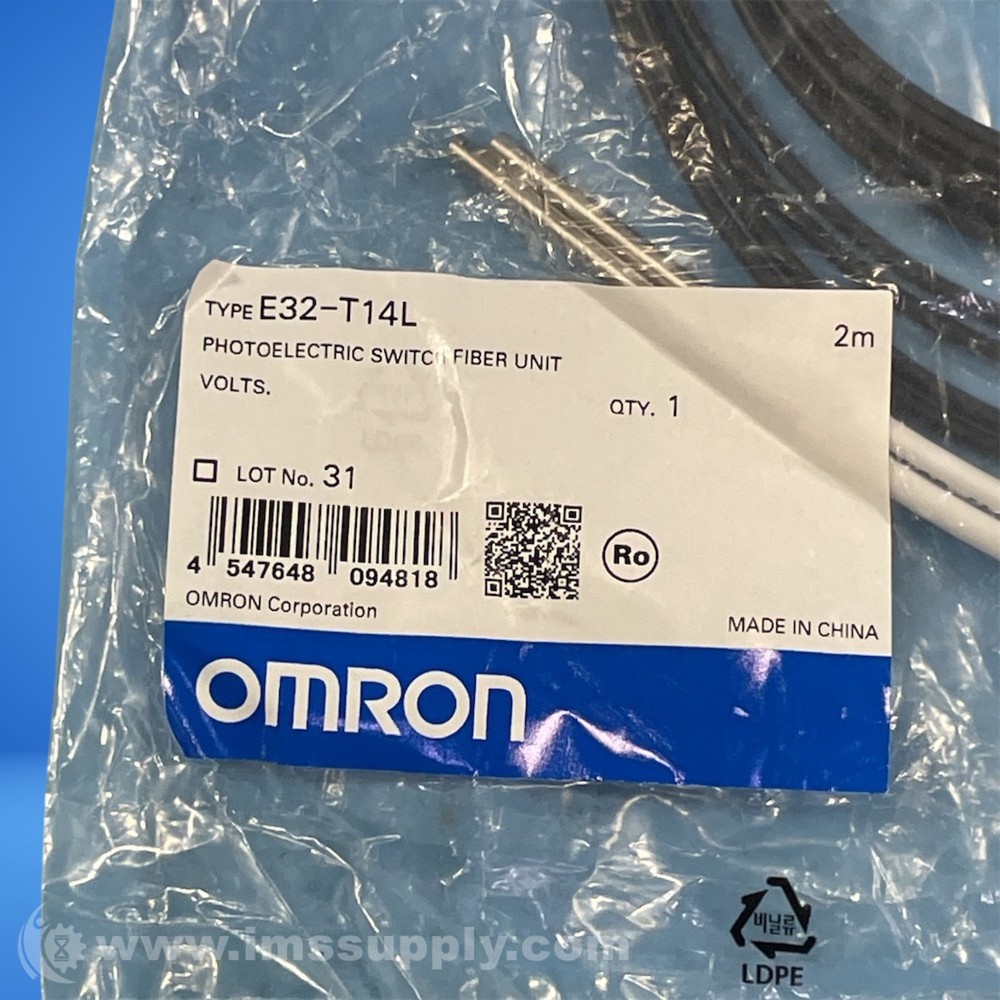 TYPE E32-T14L
2m
PHOTOELECTRIC SWITCH FIBER UNIT
VOLTS.
QTY. 1
LOT No. 31
4 547648 094818
Ro
OMRON Corporation
MADE IN CHINA
OMRON
비닐류
LDPE
www.imssupply.com